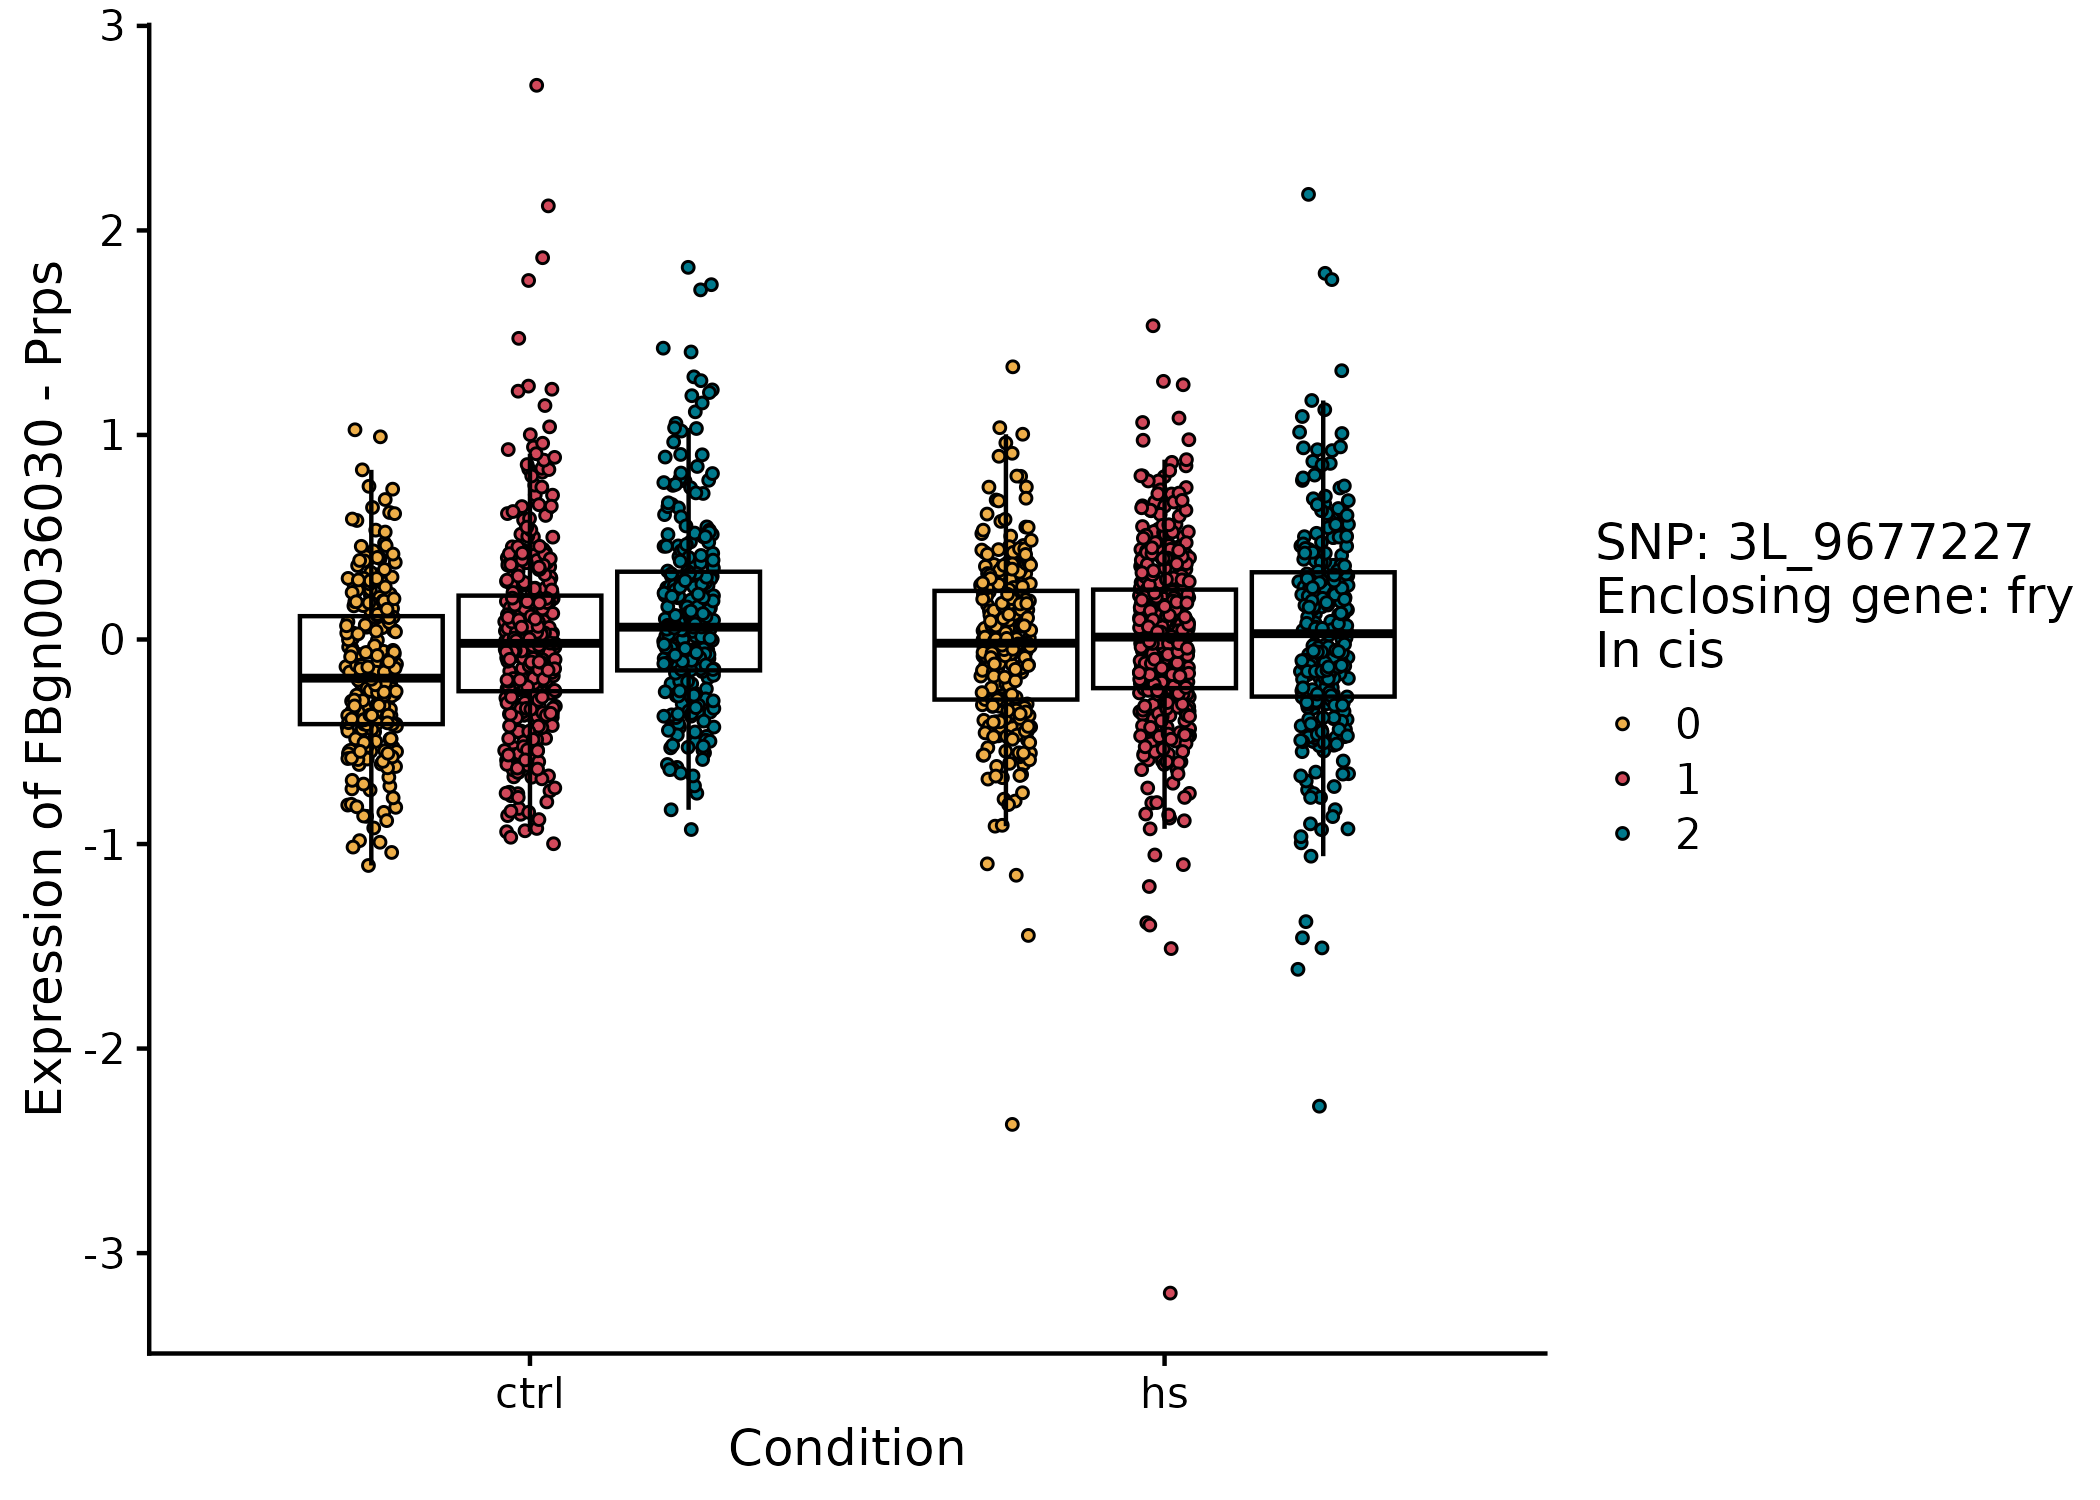 3
2
1
0
-1
-2
-3
Expression of FBgn0036030 - Prps
ctrl
hs
Condition
SNP: 3L_9677227
Enclosing gene: fry
In cis
0
1
2